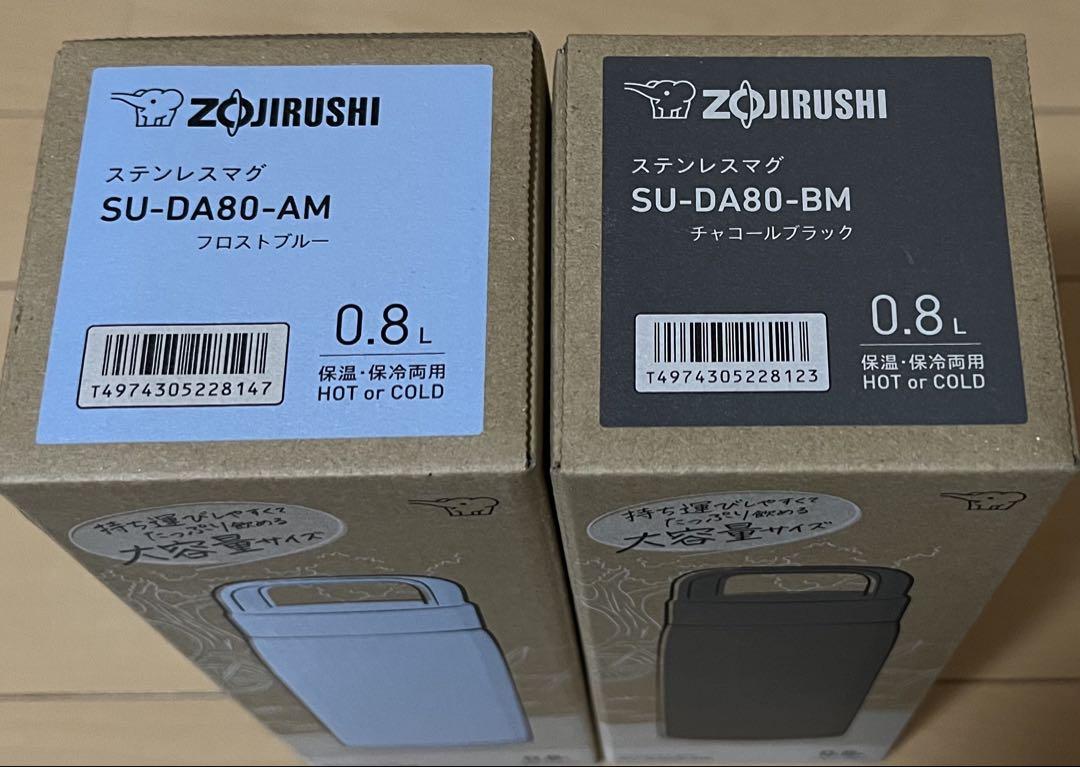 ZOJIRUSHI
ステンレスマグ
SU-DA80-AM
フロストブルー
0.8L
保温・保冷両用
HOT or COLD
T4974305228147
持ち運びしやすくて
たっぷり飲める
大容量サイズ
ZOJIRUSHI
ステンレスマグ
SU-DA80-BM
チャコールブラック
0.8L
保温・保冷両用
HOT or COLD
T4974305228123
持ち運びしやすくて
たっぷり飲める
大容量サイズ